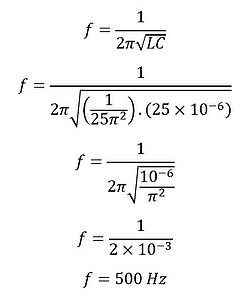 f = 1 / 2π√LC
f = 1 / 2π√(1 / 25π²) . (25 × 10⁻⁶)
f = 1 / 2π√10⁻⁶ / π²
f = 1 / 2 × 10⁻³
f = 500 Hz